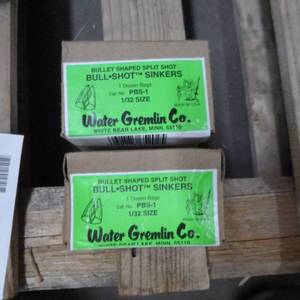 BULLET SHAPED SPLIT SHOT
BULL•SHOT™ SINKERS
1 Dozen Bags
Cat. No. PBS-1
1/32 SIZE
MADE IN U.S.A.
Water Gremlin Co.
WHITE BEAR LAKE, MINN. 55110
BULLET SHAPED SPLIT SHOT
BULL•SHOT™ SINKERS
1 Dozen Bags
Cat. No. PBS-1
1/32 SIZE
Water Gremlin Co.
WHITE BEAR LAKE, MINN. 55110